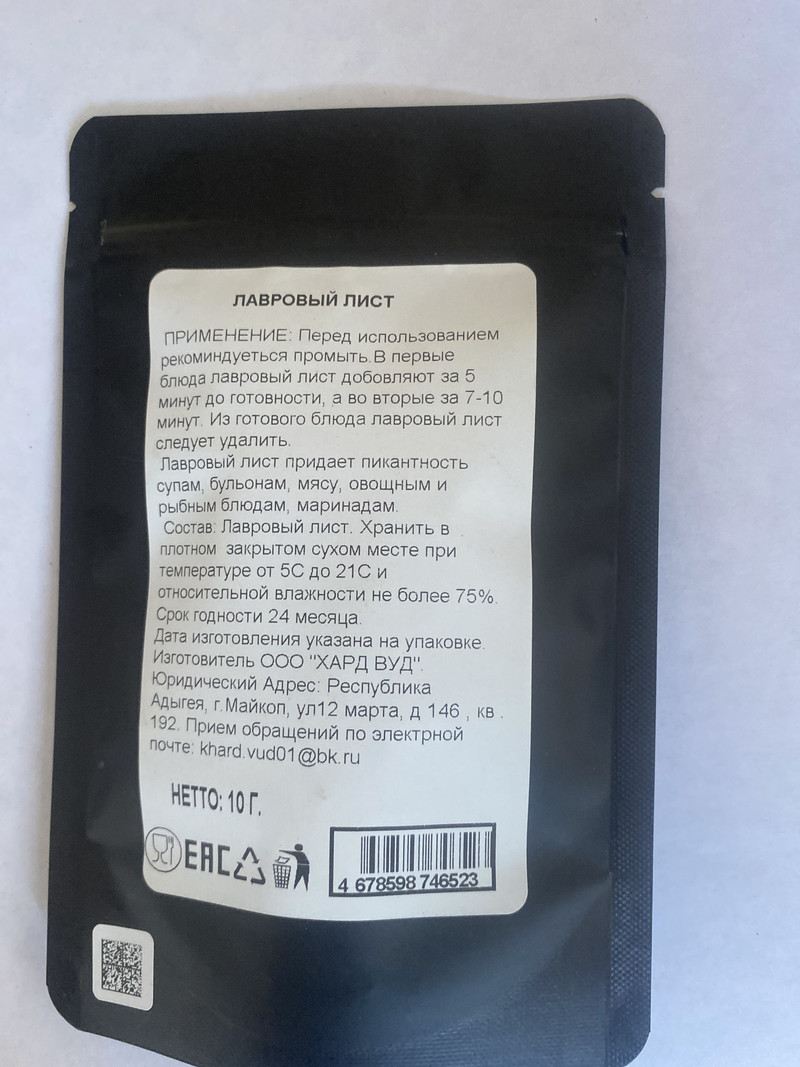 ЛАВРОВЫЙ ЛИСТ
ПРИМЕНЕНИЕ: Перед использованием
рекоминдуеться промыть.В первые
блюда лавровый лист добовляют за 5
минут до готовности, а во вторые за 7-10
минут. Из готового блюда лавровый лист
следует удалить.
Лавровый лист придает пикантность
супам, бульонам, мясу, овощным и
рыбным блюдам, маринадам.
Состав: Лавровый лист. Хранить в
плотном закрытом сухом месте при
температуре от 5С до 21С и
относительной влажности не более 75%.
Срок годности 24 месяца.
Дата изготовления указана на упаковке.
Изготовитель ООО "ХАРД ВУД".
Юридический Адрес: Республика
Адыгея, г.Майкоп, ул12 марта, д 146 , кв .
192. Прием обращений по электрной
почте: khard.vud01@bk.ru
НЕТТО: 10 Г.
EAC
4 678598 746523